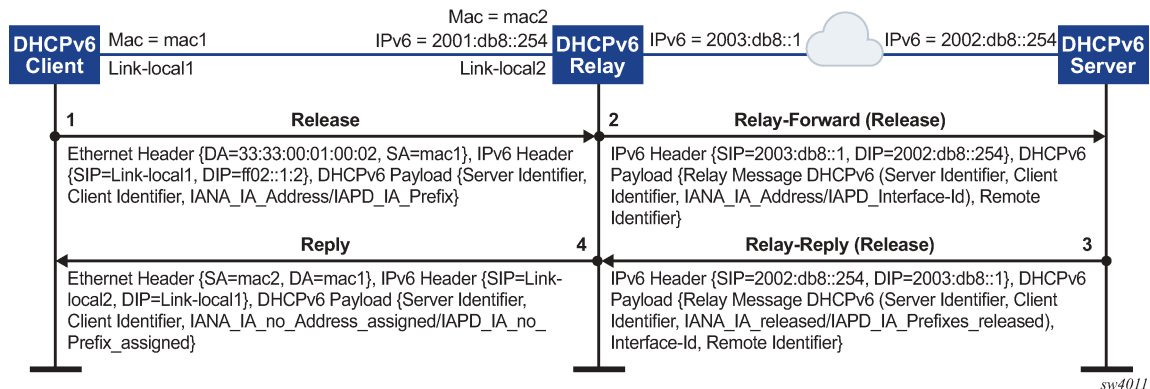 Mac = mac2
DHCPv6 Client
Mac = mac1
IPv6 = 2001:db8::254
DHCPv6 Relay
IPv6 = 2003:db8::1
IPv6 = 2002:db8::254
DHCPv6 Server
Link-local1
Link-local2
1
Release
Ethernet Header {DA=33:33:00:01:00:02, SA=mac1}, IPv6 Header
{SIP=Link-local1, DIP=ff02::1:2}, DHCPv6 Payload {Server Identifier,
Client Identifier, IANA_IA_Address/IAPD_IA_Prefix}
2
Relay-Forward (Release)
IPv6 Header {SIP=2003:db8::1, DIP=2002:db8::254}, DHCPv6
Payload {Relay Message DHCPv6 (Server Identifier, Client
Identifier, IANA_IA_Address/IAPD_Interface-Id), Remote
Identifier}
Reply
4
Ethernet Header {SA=mac2, DA=mac1}, IPv6 Header {SIP=Link-
local2, DIP=Link-local1}, DHCPv6 Payload {Server Identifier,
Client Identifier, IANA_IA_no_Address_assigned/IAPD_IA_no_
Prefix_assigned}
Relay-Reply (Release)
3
IPv6 Header {SIP=2002:db8::254, DIP=2003:db8::1}, DHCPv6
Payload {Relay Message DHCPv6 (Server Identifier, Client
Identifier, IANA_IA_released/IAPD_IA_Prefixes_released),
Interface-Id, Remote Identifier}
sw4011